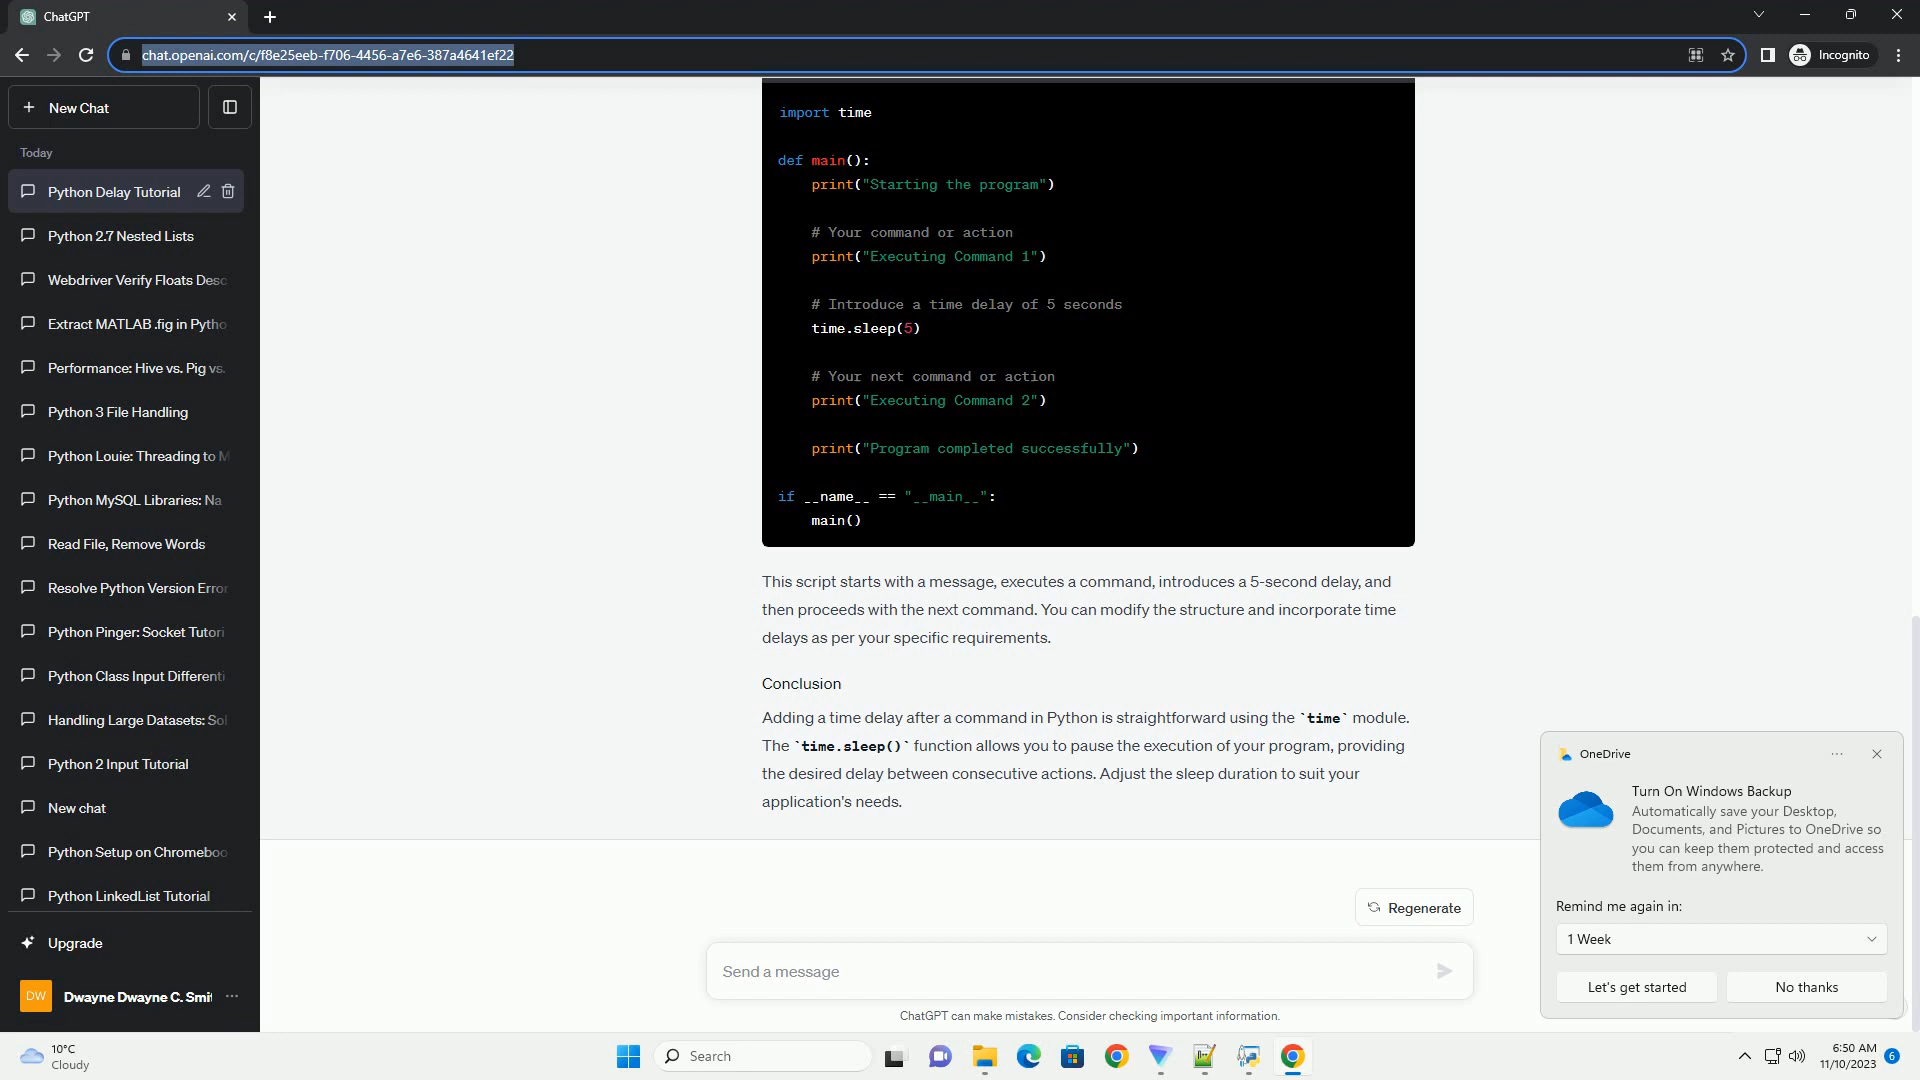 ChatGPT
chat.openai.com/c/f8e25eeb-f706-4456-a7e6-387a4641ef22
Incognito
New Chat
Today
Python Delay Tutorial
Python 2.7 Nested Lists
Webdriver Verify Floats Desc
Extract MATLAB .fig in Pytho
Performance: Hive vs. Pig vs.
Python 3 File Handling
Python Louie: Threading to M
Python MySQL Libraries: Na
Read File, Remove Words
Resolve Python Version Error
Python Pinger: Socket Tutori
Python Class Input Differenti
Handling Large Datasets: Sol
Python 2 Input Tutorial
New chat
Python Setup on Chromeboo
Python LinkedList Tutorial
Upgrade
DW
Dwayne Dwayne C. Smi
import time
def main():
    print("Starting the program")
    # Your command or action
    print("Executing Command 1")
    # Introduce a time delay of 5 seconds
    time.sleep(5)
    # Your next command or action
    print("Executing Command 2")
    print("Program completed successfully")
if __name__ == "__main__":
    main()
This script starts with a message, executes a command, introduces a 5-second delay, and
then proceeds with the next command. You can modify the structure and incorporate time
delays as per your specific requirements.
Conclusion
Adding a time delay after a command in Python is straightforward using the `time` module.
The `time.sleep()` function allows you to pause the execution of your program, providing
the desired delay between consecutive actions. Adjust the sleep duration to suit your
application's needs.
Regenerate
Send a message
ChatGPT can make mistakes. Consider checking important information.
OneDrive
Turn On Windows Backup
Automatically save your Desktop,
Documents, and Pictures to OneDrive so
you can keep them protected and access
them from anywhere.
Remind me again in:
1 Week
Let's get started
No thanks
10°C
Cloudy
Search
6:50 AM
11/10/2023
6